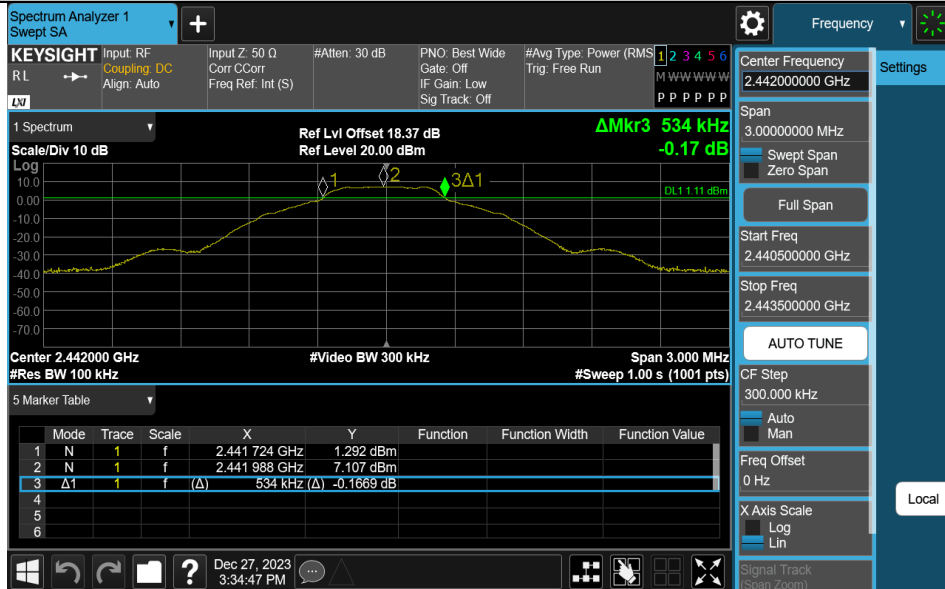 Spectrum Analyzer 1
Swept SA
+
Frequency
KEYSIGHT
RL
LXI
Input: RF
Coupling: DC
Align: Auto
Input Z: 50 Ω
Corr CCorr
Freq Ref: Int (S)
#Atten: 30 dB
PNO: Best Wide
Gate: Off
IF Gain: Low
Sig Track: Off
#Avg Type: Power (RMS
Trig: Free Run
1 2 3 4 5 6
M W W W W W
P P P P P P
1 Spectrum
Scale/Div 10 dB
Ref Lvl Offset 18.37 dB
Ref Level 20.00 dBm
ΔMkr3 534 kHz
-0.17 dB
Log
10.0
0.00
-10.0
-20.0
-30.0
-40.0
-50.0
-60.0
-70.0
1
2
3Δ1
DL1 1.11 dBm
Center 2.442000 GHz
#Video BW 300 kHz
Span 3.000 MHz
#Res BW 100 kHz
#Sweep 1.00 s (1001 pts)
5 Marker Table
Mode Trace Scale X Y Function Function Width Function Value
1 N 1 f 2.441 724 GHz 1.292 dBm
2 N 1 f 2.441 988 GHz 7.107 dBm
3 Δ1 1 f (Δ) 534 kHz (Δ) -0.1669 dB
4
5
6
?
Dec 27, 2023
3:34:47 PM
Center Frequency
2.442000000 GHz
Span
3.00000000 MHz
Swept Span
Zero Span
Full Span
Start Freq
2.440500000 GHz
Stop Freq
2.443500000 GHz
AUTO TUNE
CF Step
300.000 kHz
Auto
Man
Freq Offset
0 Hz
X Axis Scale
Log
Lin
Signal Track
(Span Zoom)
Settings
Local